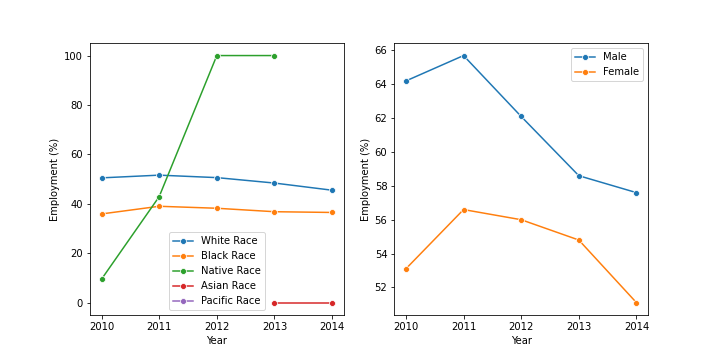 Employment (%)
100
80
60
40
20
0
2010 2011 2012 2013 2014
Year
White Race
Black Race
Native Race
Asian Race
Pacific Race
Employment (%)
66
64
62
60
58
56
54
52
2010 2011 2012 2013 2014
Year
Male
Female